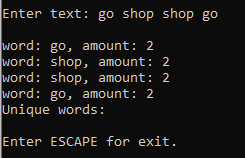 Enter text: go shop shop go
word: go, amount: 2
word: shop, amount: 2
word: shop, amount: 2
word: go, amount: 2
Unique words:
Enter ESCAPE for exit.